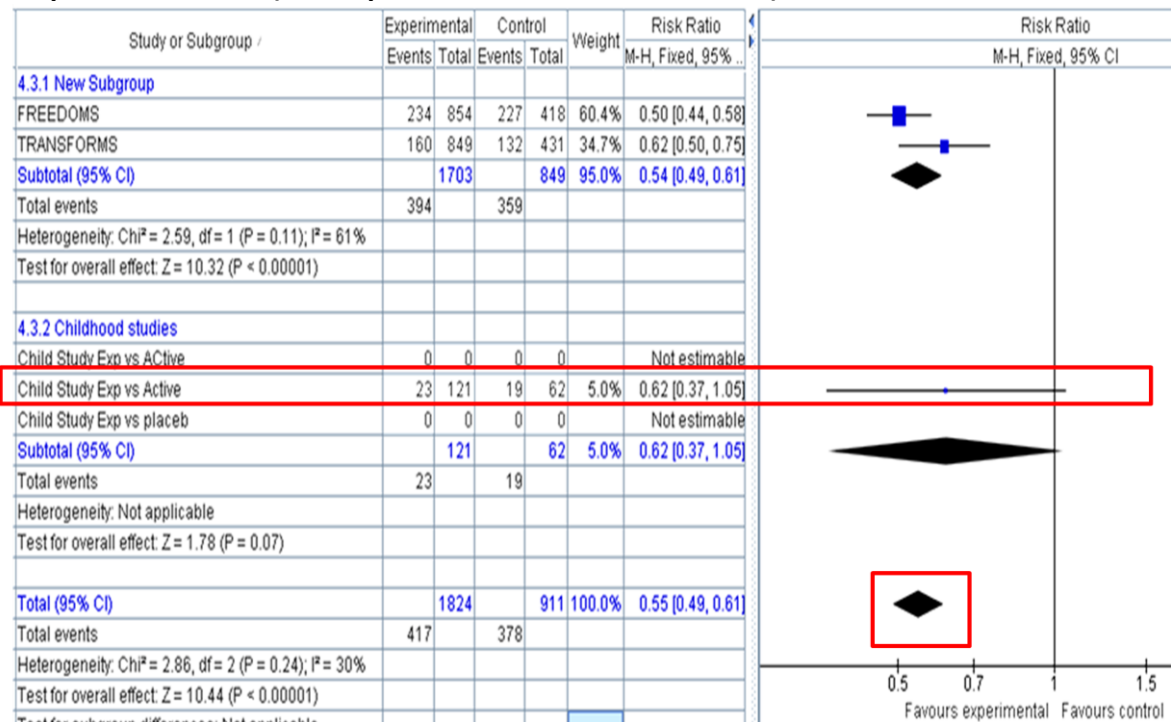 Study or Subgroup Experimental Control Weight Risk Ratio Risk Ratio
Events Total Events Total M-H, Fixed, 95% .. M-H, Fixed, 95% CI
4.3.1 New Subgroup
FREEDOMS 234 854 227 418 60.4% 0.50 [0.44, 0.58]
TRANSFORMS 160 849 132 431 34.7% 0.62 [0.50, 0.75]
Subtotal (95% CI) 1703 849 95.0% 0.54 [0.49, 0.61]
Total events 394 359
Heterogeneity: Chi² = 2.59, df = 1 (P = 0.11); I² = 61%
Test for overall effect: Z = 10.32 (P < 0.00001)
4.3.2 Childhood studies
Child Study Exp vs ACtive 0 0 0 0 Not estimable
Child Study Exp vs Active 23 121 19 62 5.0% 0.62 [0.37, 1.05]
Child Study Exp vs placeb 0 0 0 0 Not estimable
Subtotal (95% CI) 121 62 5.0% 0.62 [0.37, 1.05]
Total events 23 19
Heterogeneity: Not applicable
Test for overall effect: Z = 1.78 (P = 0.07)
Total (95% CI) 1824 911 100.0% 0.55 [0.49, 0.61]
Total events 417 378
Heterogeneity: Chi² = 2.86, df = 2 (P = 0.24); I² = 30%
Test for overall effect: Z = 10.44 (P < 0.00001)
0.5 0.7 1 1.5
Favours experimental Favours control